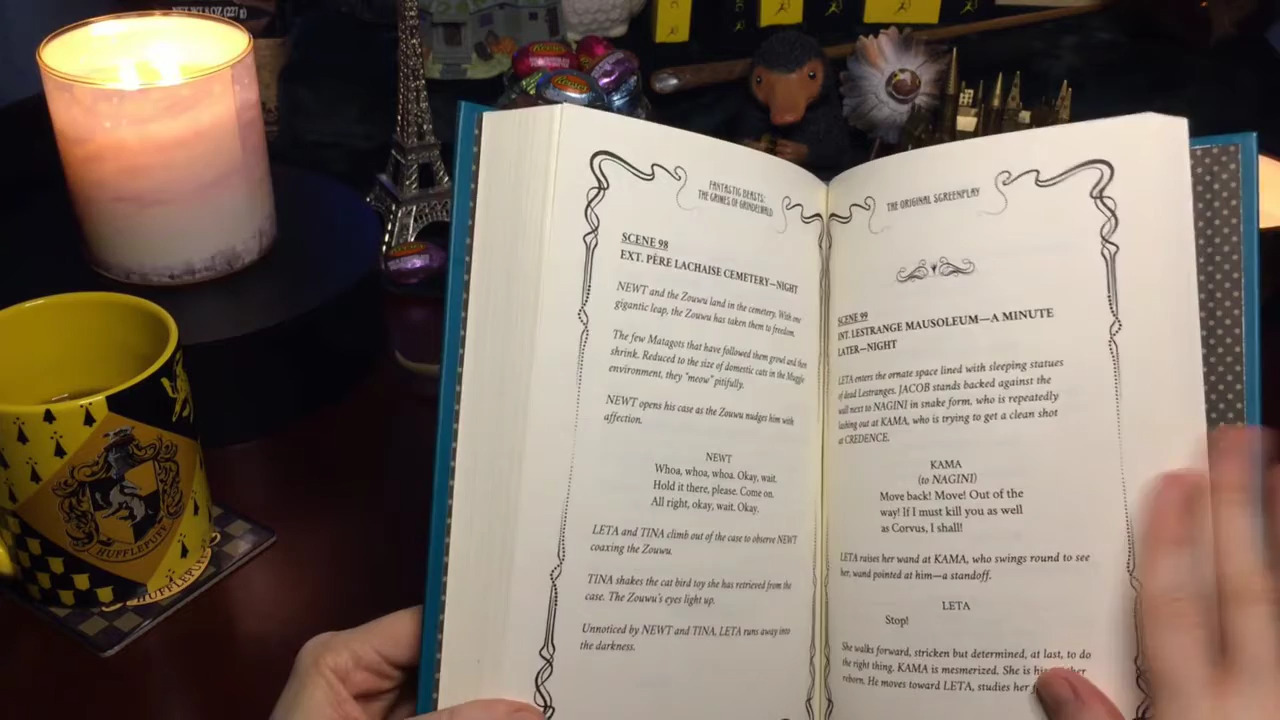 NET WT 8 OZ (227 g)
REESE'S
REESE'S
REESE'S
HUFFLEPUFF
HUFFLEPUFF
FANTASTIC BEASTS:
THE CRIMES OF GRINDELWALD
SCENE 98
EXT. PÈRE LACHAISE CEMETERY—NIGHT
NEWT and the Zouwu land in the cemetery. With one
gigantic leap, the Zouwu has taken them to freedom.
The few Matagots that have followed them growl and then
shrink. Reduced to the size of domestic cats in the Muggle
environment, they "meow" pitifully.
NEWT opens his case as the Zouwu nudges him with
affection.
NEWT
Whoa, whoa, whoa. Okay, wait.
Hold it there, please. Come on.
All right, okay, wait. Okay.
LETA and TINA climb out of the case to observe NEWT
coaxing the Zouwu.
TINA shakes the cat bird toy she has retrieved from the
case. The Zouwu's eyes light up.
Unnoticed by NEWT and TINA, LETA runs away into
the darkness.
THE ORIGINAL SCREENPLAY
SCENE 99
INT. LESTRANGE MAUSOLEUM—A MINUTE
LATER—NIGHT
LETA enters the ornate space lined with sleeping statues
of dead Lestranges. JACOB stands backed against the
wall next to NAGINI in snake form, who is repeatedly
lashing out at KAMA, who is trying to get a clean shot
at CREDENCE.
KAMA
(to NAGINI)
Move back! Move! Out of the
way! If I must kill you as well
as Corvus, I shall!
LETA raises her wand at KAMA, who swings round to see
her, wand pointed at him—a standoff.
LETA
Stop!
She walks forward, stricken but determined, at last, to do
the right thing. KAMA is mesmerized. She is
reborn. He moves toward LETA, studies her